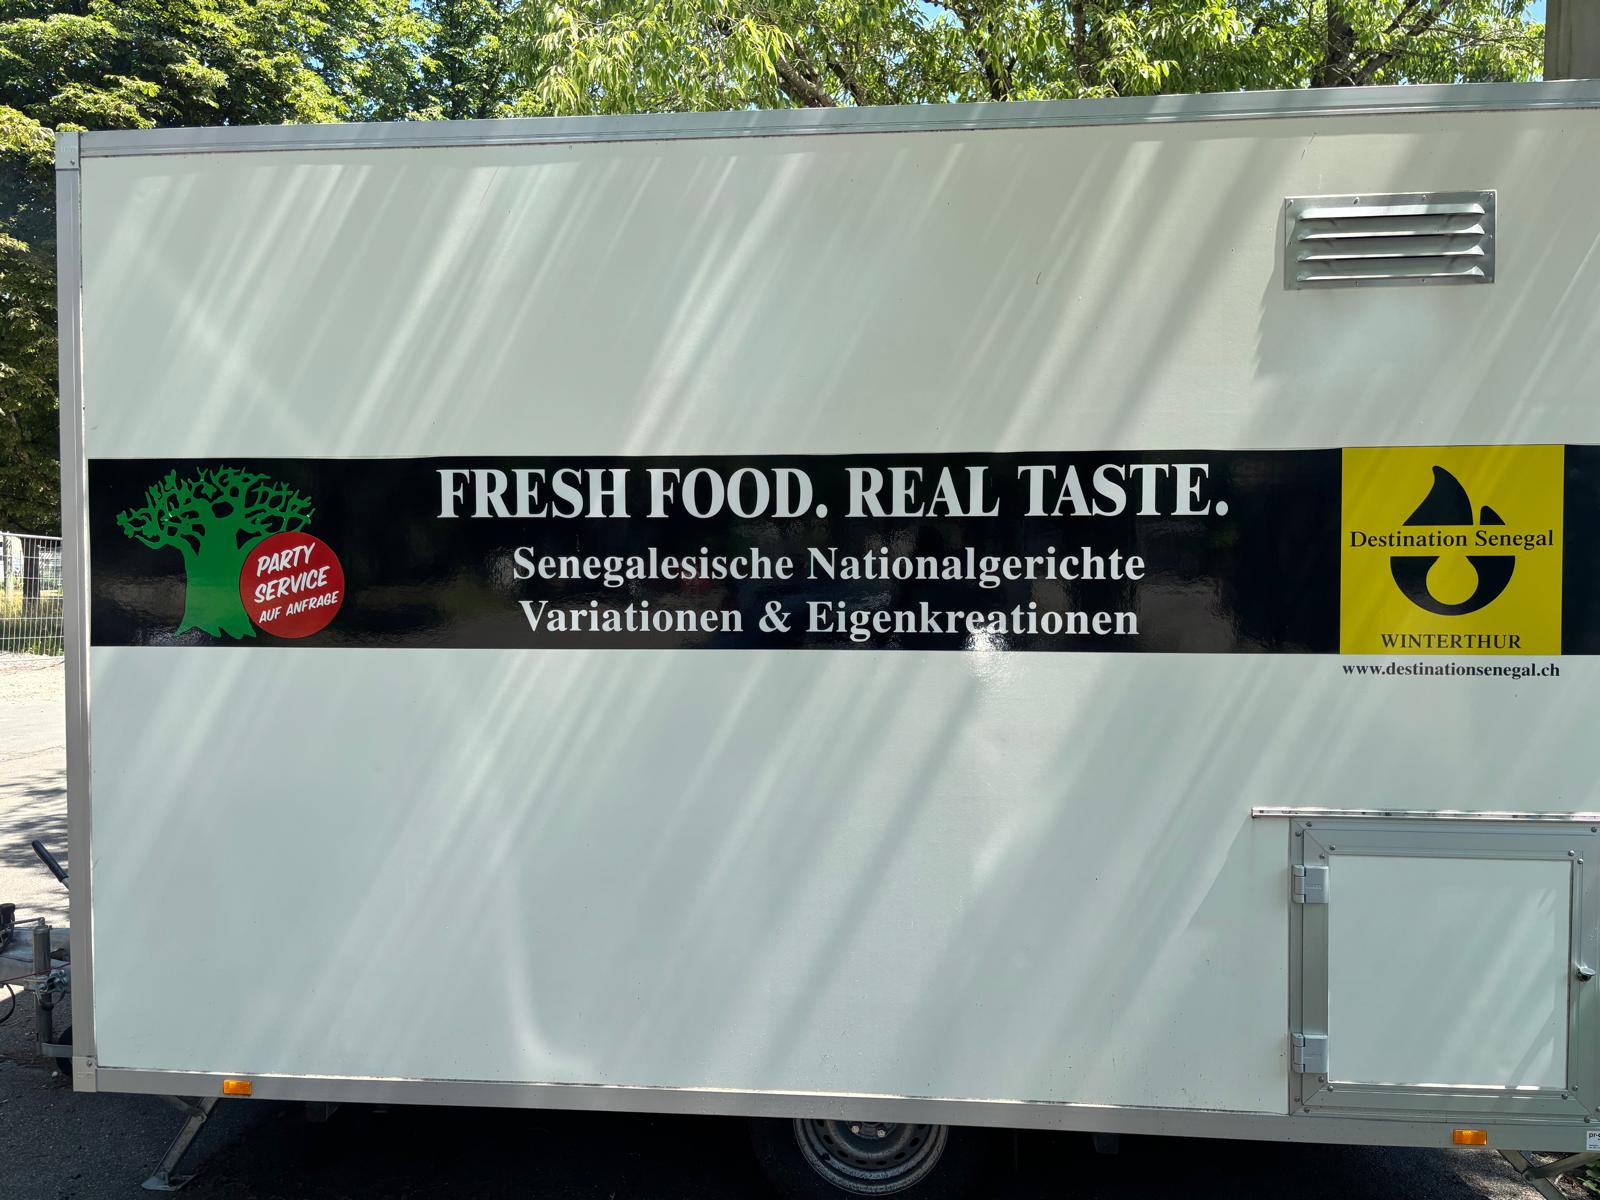 PARTY
SERVICE
AUF ANFRAGE
FRESH FOOD. REAL TASTE.
Senegalesische Nationalgerichte
Variationen & Eigenkreationen
Destination Senegal
WINTERTHUR
www.destinationsenegal.ch